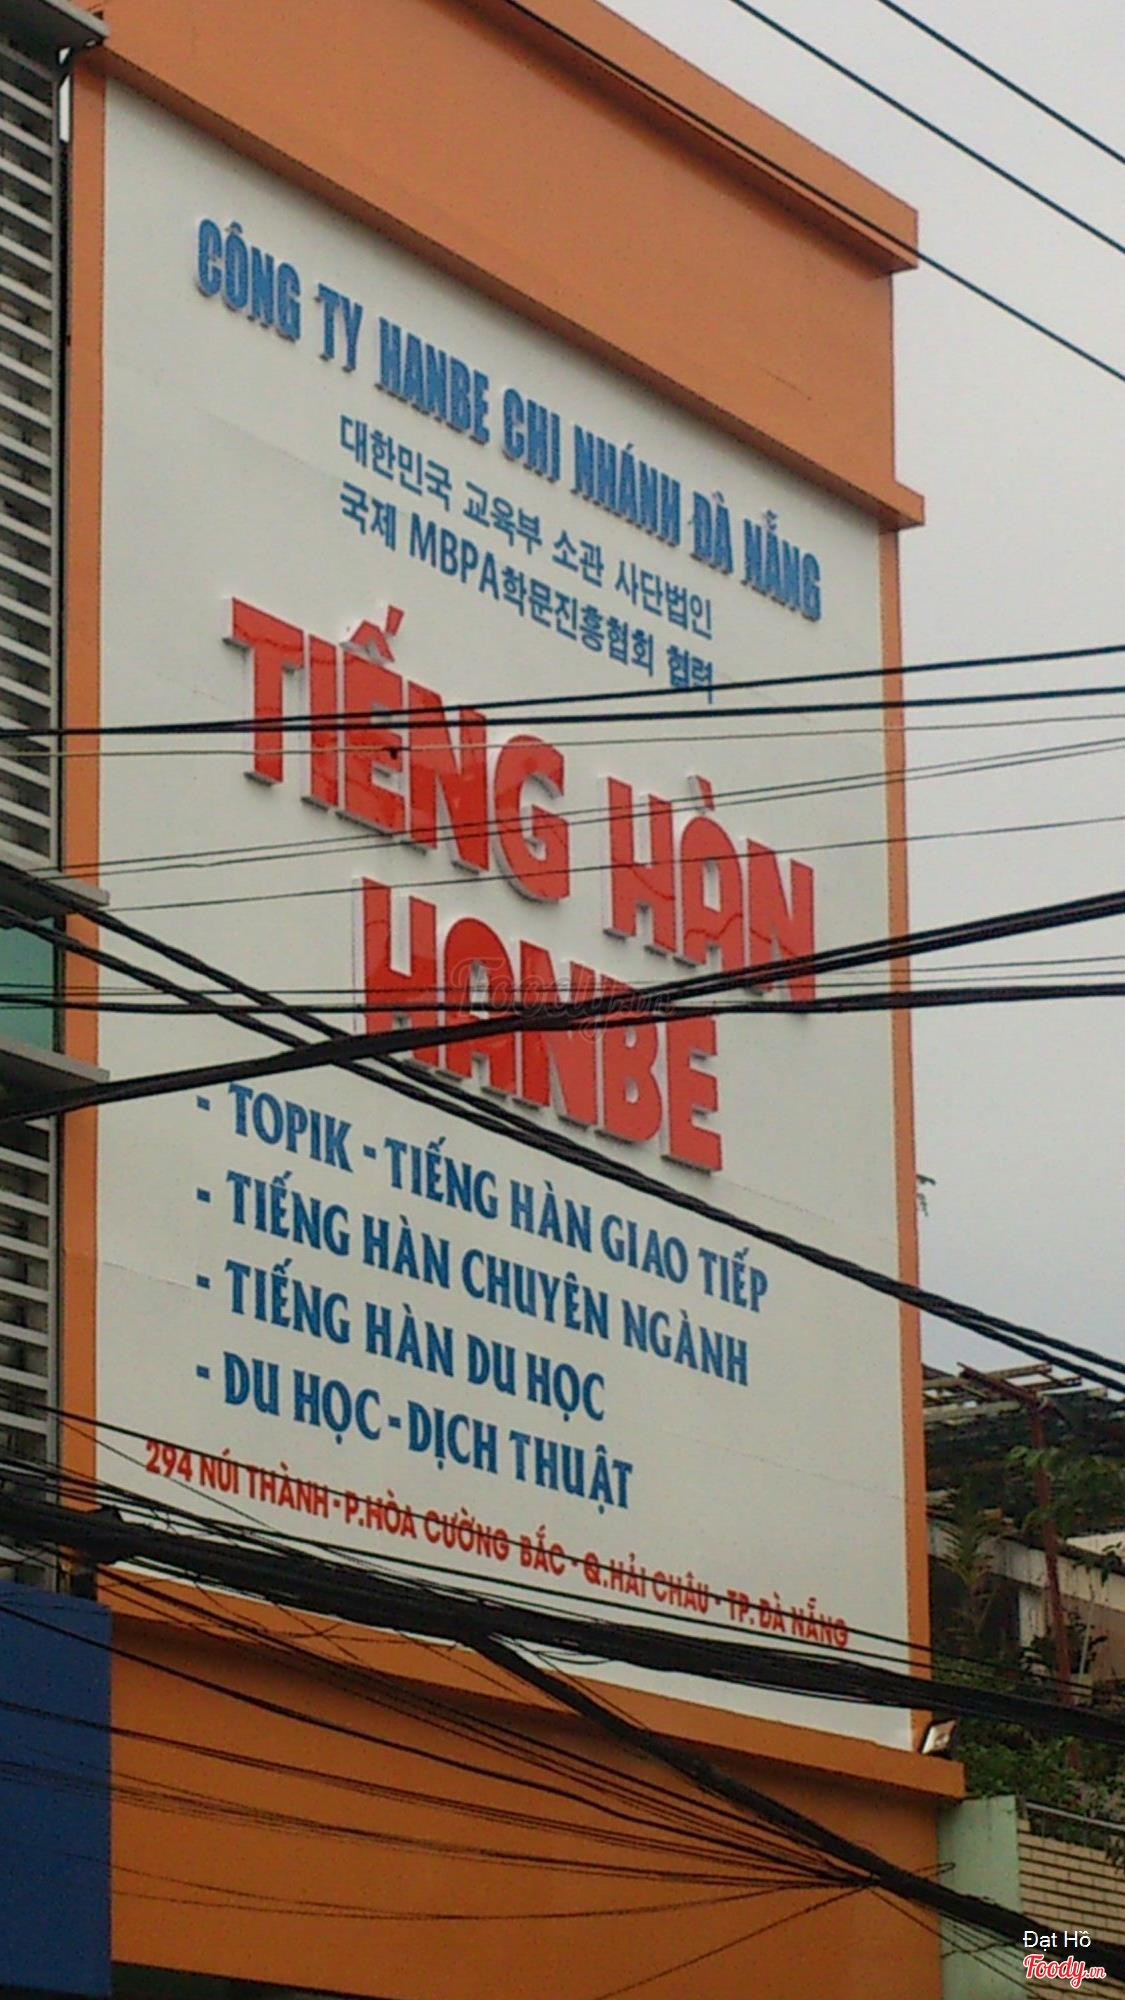 CÔNG TY HANBE CHI NHÁNH ĐÀ NẴNG
대한민국 교육부 소관 사단법인
국제 MBPA학문진흥협회 협력
TIẾNG HÀN
HANBE
- TOPIK - TIẾNG HÀN GIAO TIẾP
- TIẾNG HÀN CHUYÊN NGÀNH
- TIẾNG HÀN DU HỌC
- DU HỌC - DỊCH THUẬT
294 NÚI THÀNH - P.HÒA CƯỜNG BẮC - Q.HẢI CHÂU - TP. ĐÀ NẴNG
Foody.vn
Đạt Hồ
Foody.vn